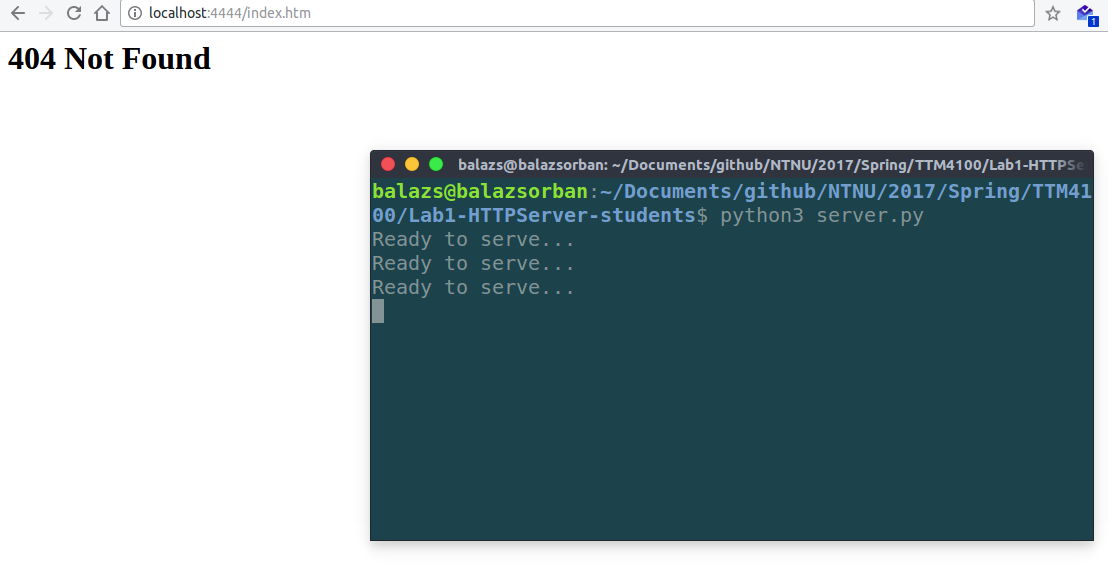 localhost:4444/index.htm
1
404 Not Found
balazs@balazsorban: ~/Documents/github/NTNU/2017/Spring/TTM4100/Lab1-HTTPSe
balazs@balazsorban:~/Documents/github/NTNU/2017/Spring/TTM41
00/Lab1-HTTPServer-students$ python3 server.py
Ready to serve...
Ready to serve...
Ready to serve...